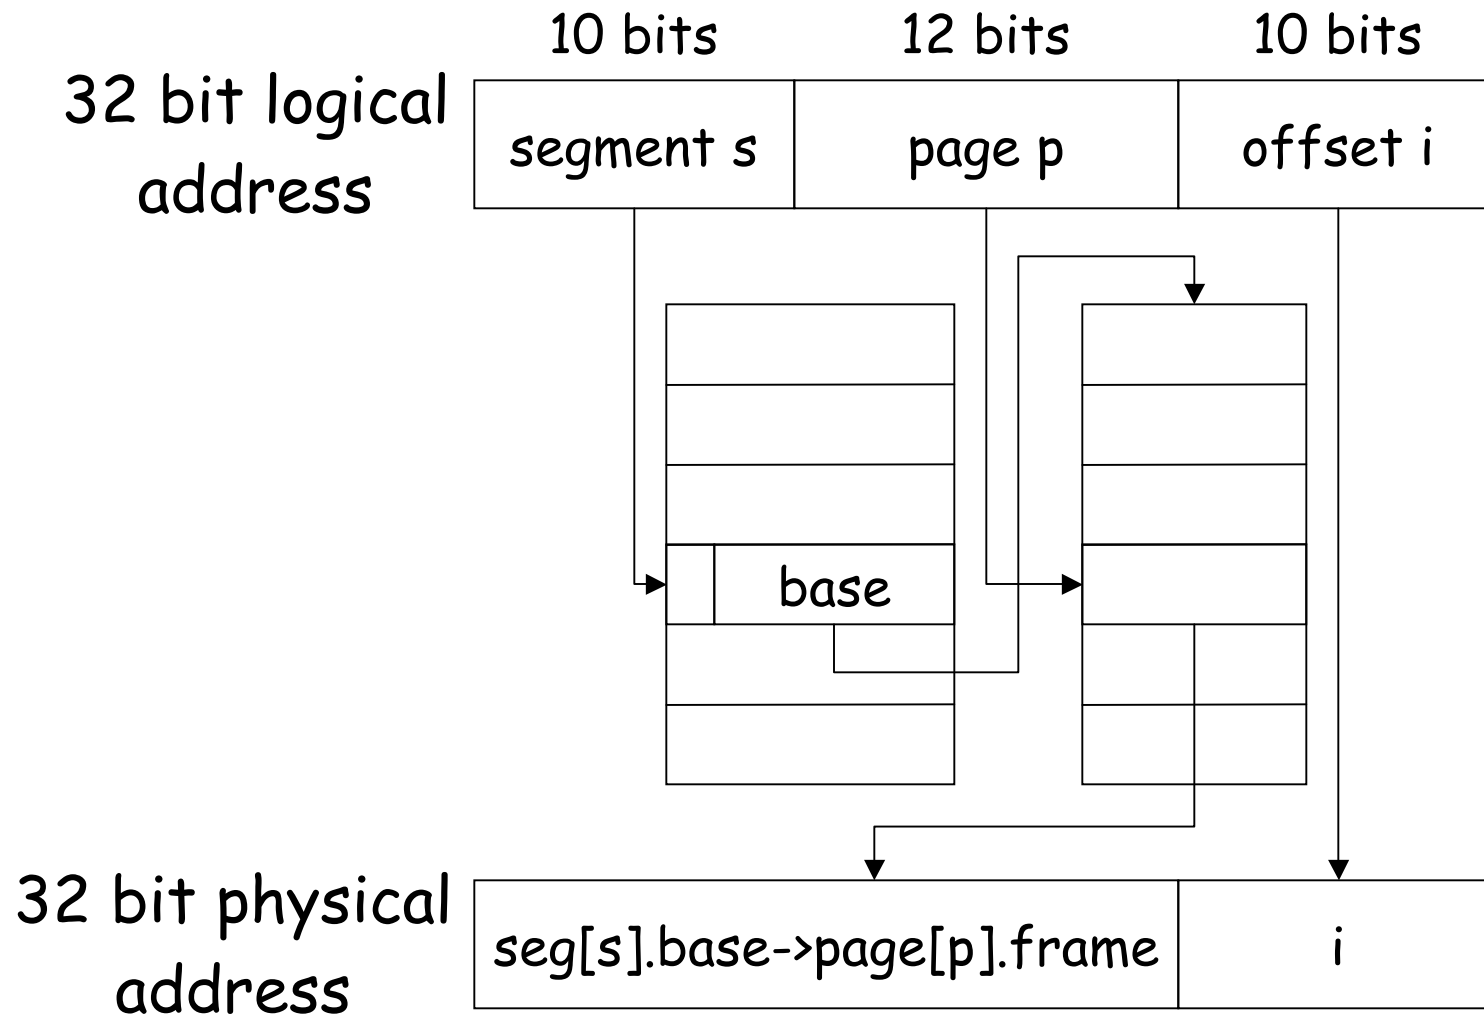 10 bits
12 bits
10 bits
32 bit logical
address
segment s
page p
offset i
base
32 bit physical
address
seg[s].base->page[p].frame
i